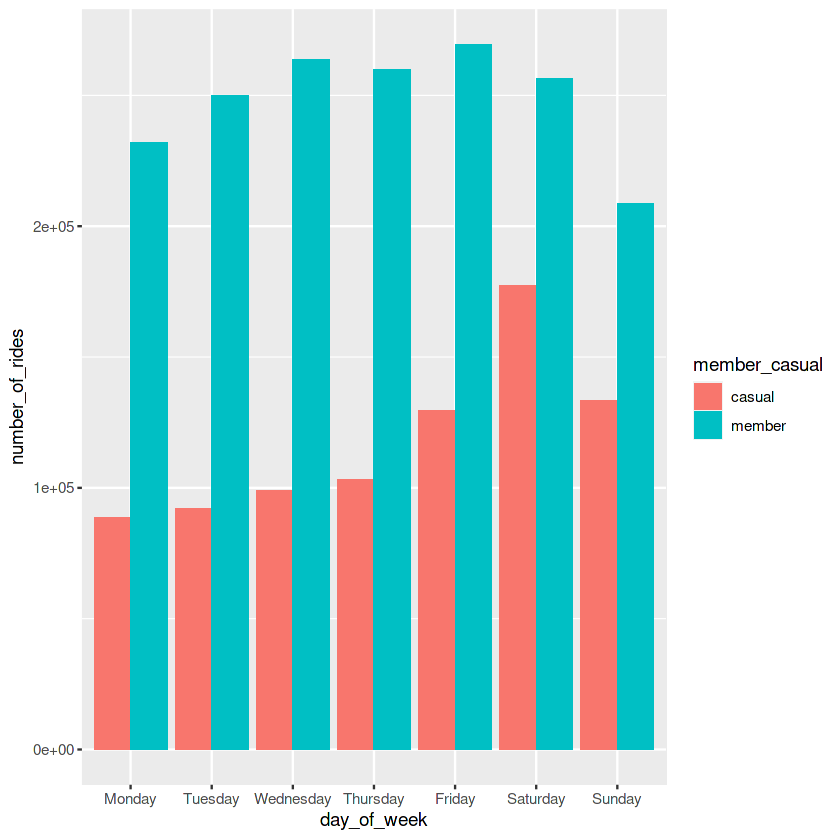 number_of_rides
2e+05
1e+05
0e+00
Monday Tuesday Wednesday Thursday Friday Saturday Sunday
day_of_week
member_casual
casual
member